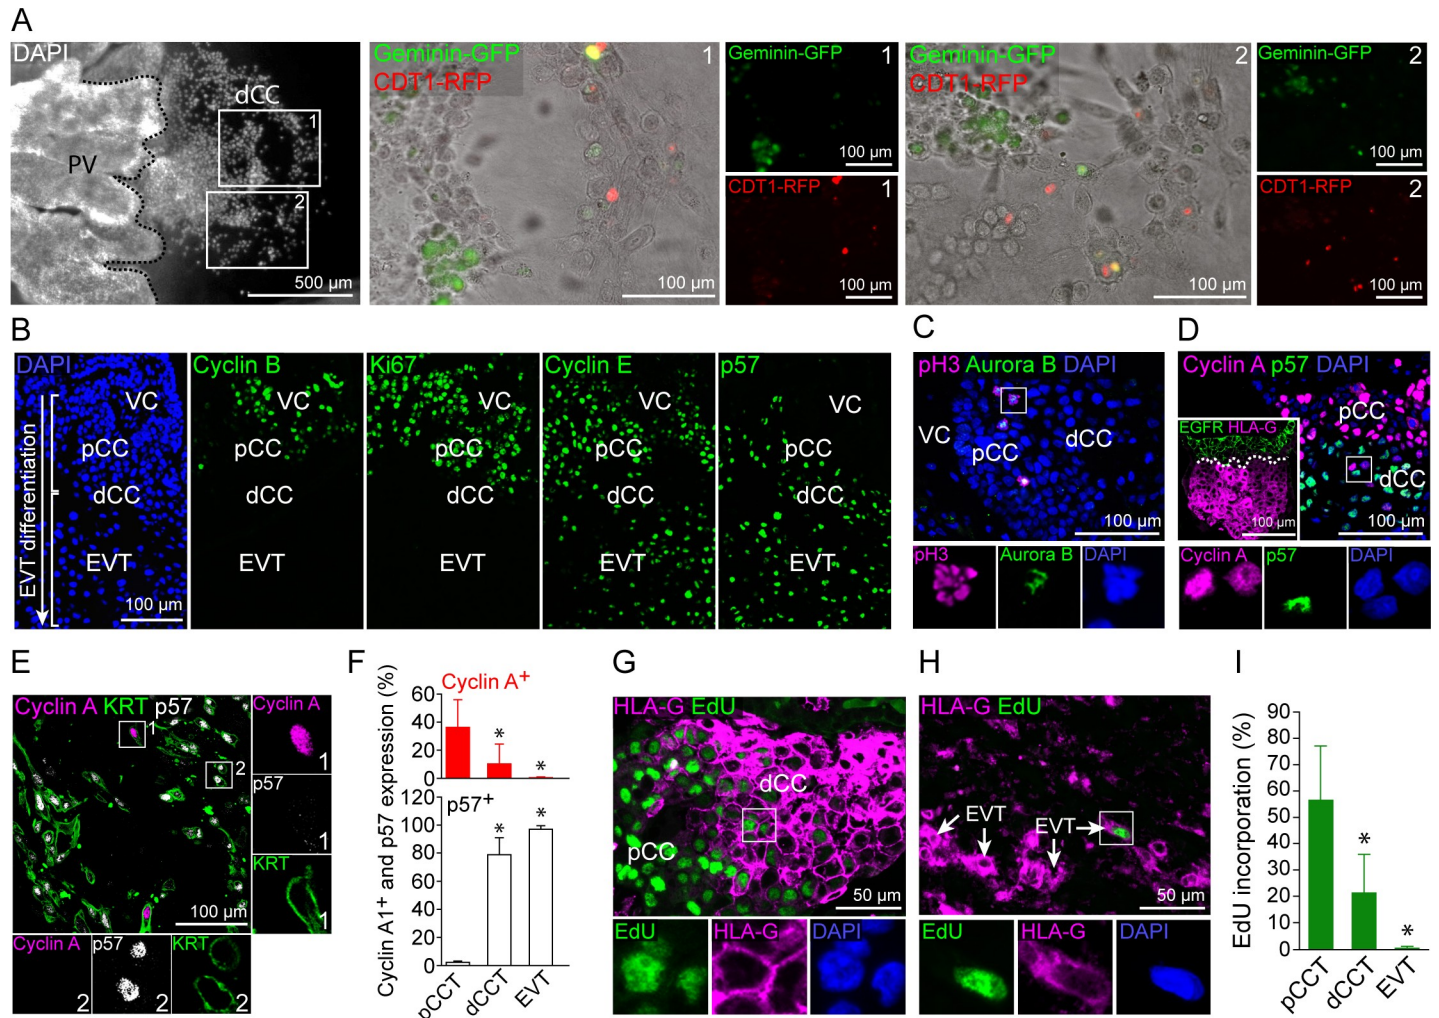 A
DAPI
dCC
1
PV
2
500 µm
Geminin-GFP
CDT1-RFP
1
100 µm
Geminin-GFP
1
100 µm
CDT1-RFP
1
100 µm
Geminin-GFP
CDT1-RFP
2
100 µm
Geminin-GFP
2
100 µm
CDT1-RFP
2
100 µm
B
DAPI
VC
pCC
dCC
EVT
EVT differentiation
100 µm
Cyclin B
VC
pCC
dCC
EVT
Ki67
VC
pCC
dCC
EVT
Cyclin E
VC
pCC
dCC
EVT
p57
VC
pCC
dCC
EVT
C
pH3 Aurora B DAPI
VC
pCC
dCC
100 µm
pH3
Aurora B
DAPI
D
Cyclin A p57 DAPI
pCC
EGFR HLA-G
dCC
100 µm
100 µm
Cyclin A
p57
DAPI
E
Cyclin A KRT p57
1
2
100 µm
Cyclin A
1
p57
1
KRT
1
Cyclin A
2
p57
2
KRT
2
F
Cyclin A1+ and p57 expression (%)
Cyclin A+
60
40
20
0
*
*
p57+
120
100
80
60
40
20
0
*
*
pCCT
dCCT
EVT
G
HLA-G EdU
dCC
pCC
50 µm
EdU
HLA-G
DAPI
H
HLA-G EdU
EVT
EVT
50 µm
EdU
HLA-G
DAPI
I
EdU incorporation (%)
90
80
70
60
50
40
30
20
10
0
*
*
pCCT
dCCT
EVT